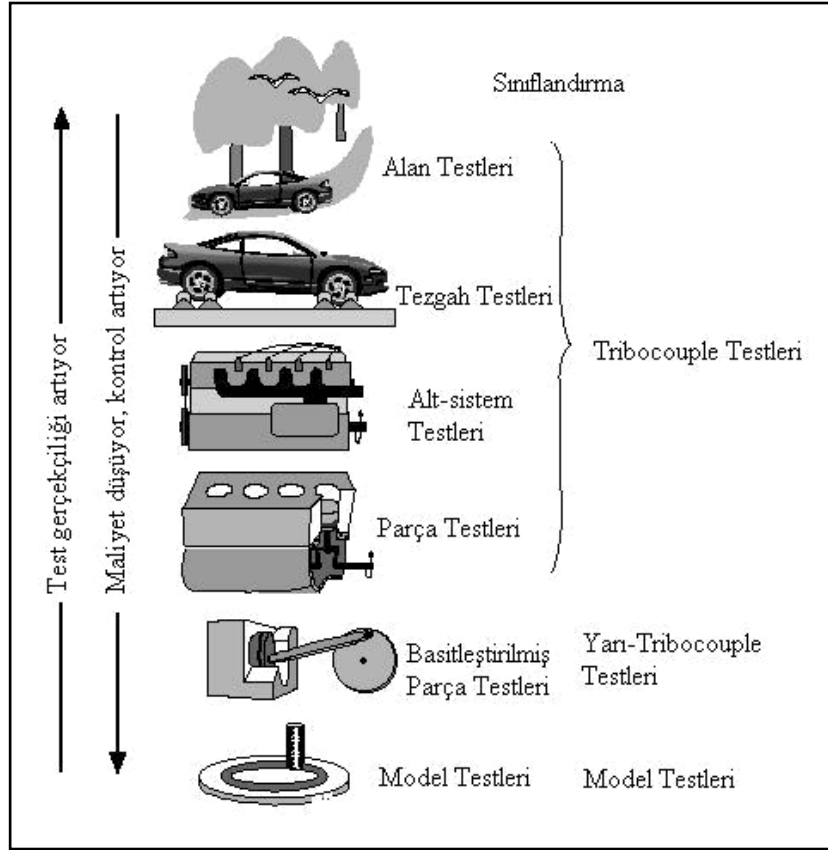 Sınıflandırma
Alan Testleri
Tezgah Testleri
Tribocouple Testleri
Alt-sistem
Testleri
Parça Testleri
Basitleştirilmiş
Parça Testleri
Yarı-Tribocouple
Testleri
Model Testleri
Model Testleri
Test gerçekçiliği artıyor
Maliyet düşüyor, kontrol artıyor